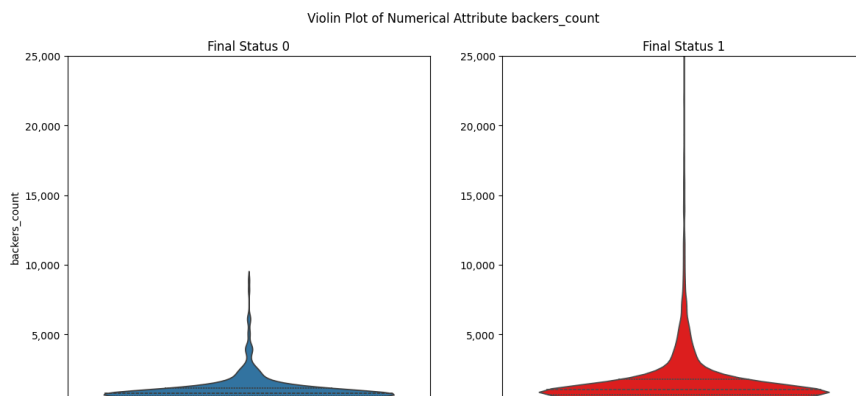 Violin Plot of Numerical Attribute backers_count
Final Status 0
25,000
20,000
15,000
10,000
5,000
backers_count
Final Status 1
25,000
20,000
15,000
10,000
5,000